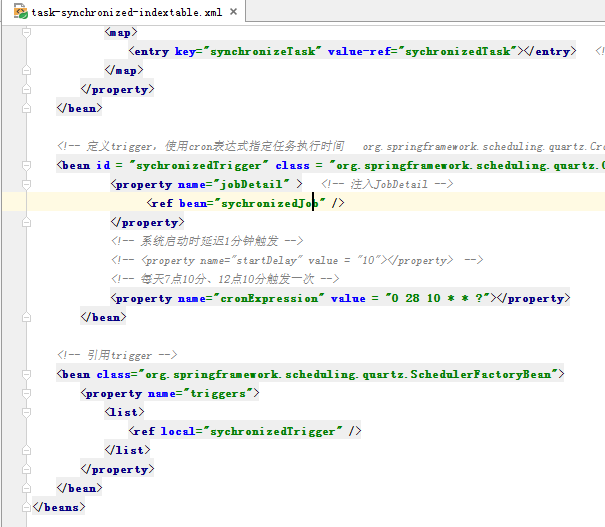 task-synchronized-indextable.xml
<map>
<entry key="synchronizeTask" value-ref="sychronizedTask"></entry> <!
</map>
</property>
</bean>
<!-- 定义trigger，使用cron表达式指定任务执行时间 org.springframework.scheduling.quartz.Cro
<bean id = "sychronizedTrigger" class = "org.springframework.scheduling.quartz.C
<property name="jobDetail" > <!-- 注入JobDetail -->
<ref bean="sychronizedJob" />
</property>
<!-- 系统启动时延迟1分钟触发 -->
<!-- <property name="startDelay" value = "10"></property> -->
<!-- 每天7点10分、12点10分触发一次 -->
<property name="cronExpression" value = "0 28 10 * * ?"></property>
</bean>
<!-- 引用trigger -->
<bean class="org.springframework.scheduling.quartz.SchedulerFactoryBean">
<property name="triggers">
<list>
<ref local="sychronizedTrigger" />
</list>
</property>
</bean>
</beans>